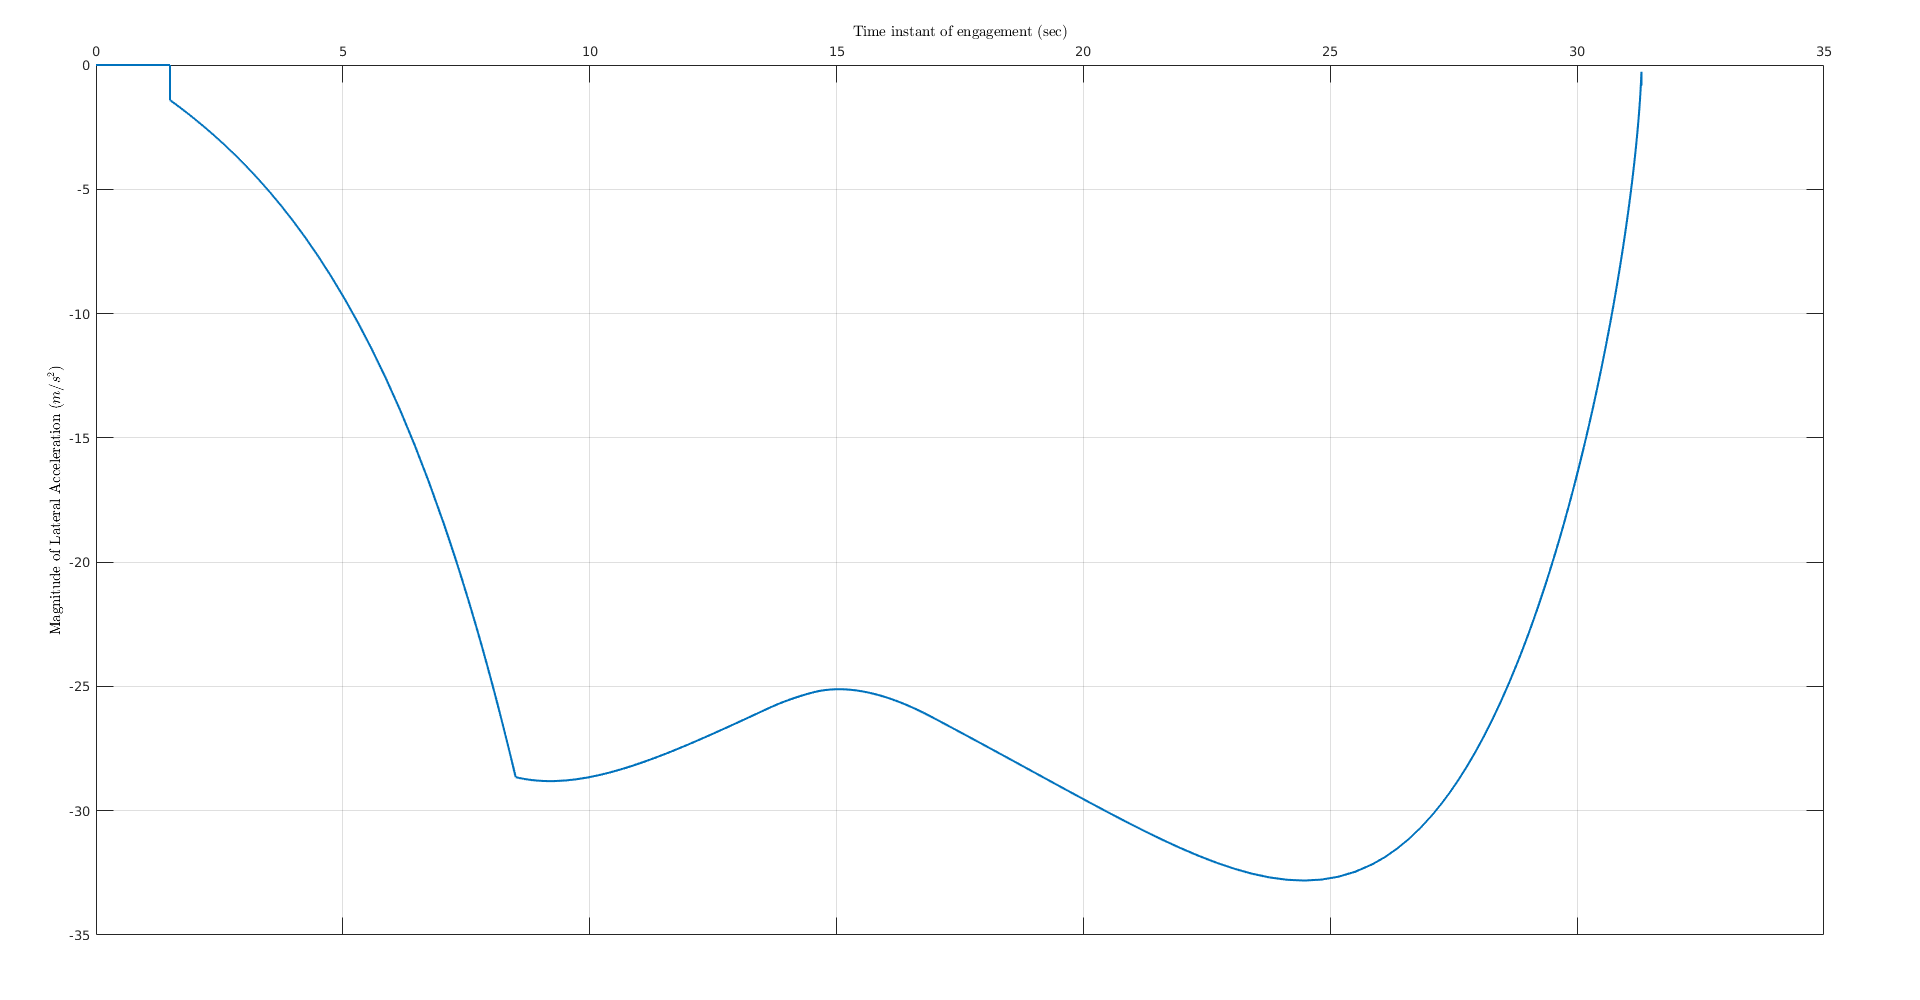 Time instant of engagement (sec)
0 5 10 15 20 25 30 35
0
-5
-10
-15
-20
-25
-30
-35
Magnitude of Lateral Acceleration (m/s²)